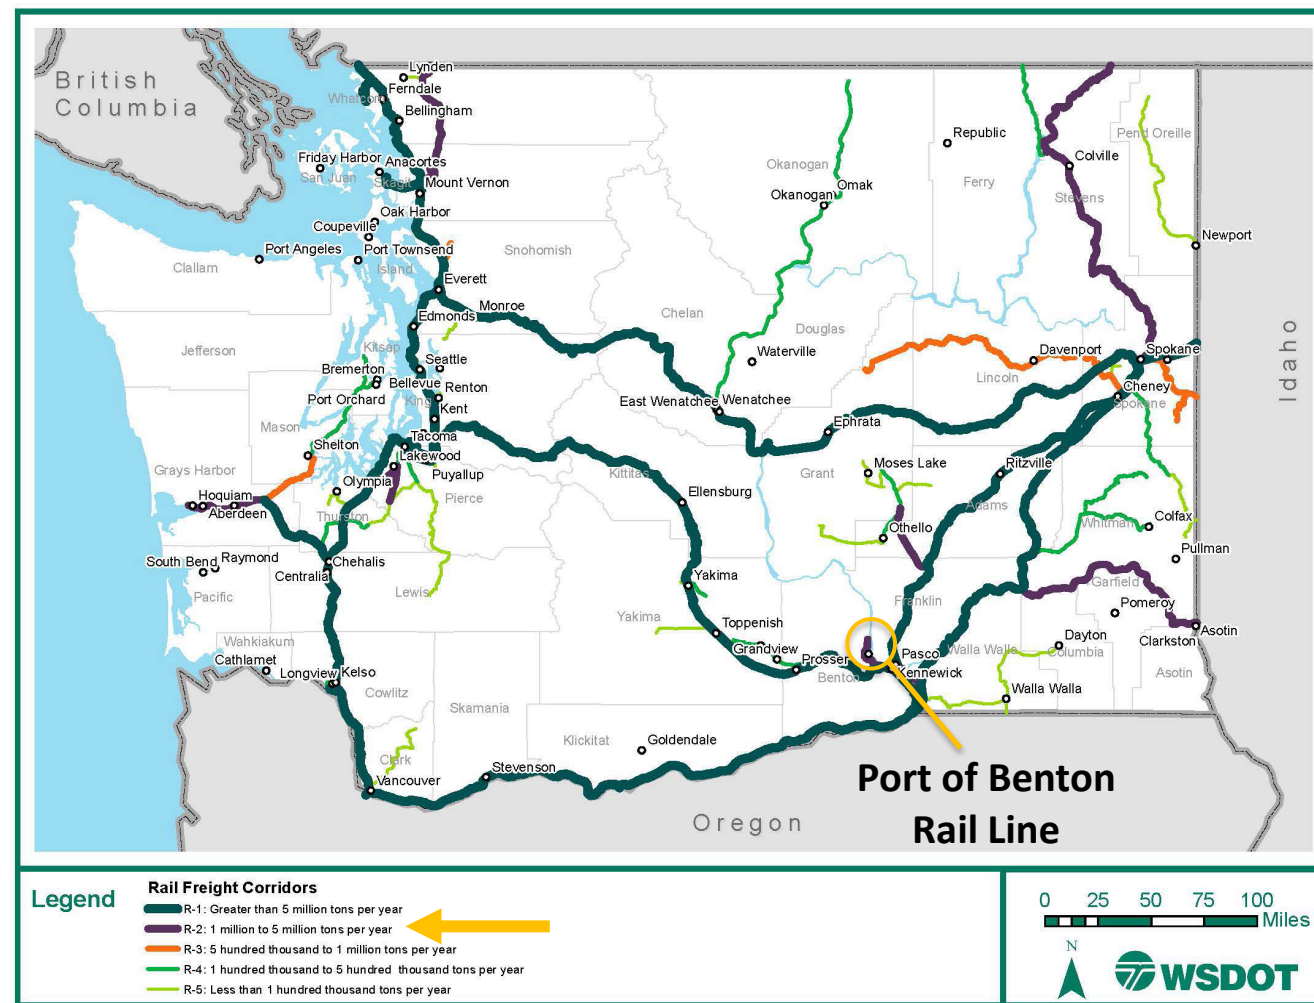 British
Columbia
Lynden
Ferndale
Whatcom
Bellingham
Friday Harbor
Anacortes
San Juan
Skagit
Mount Vernon
Oak Harbor
Coupeville
Port Angeles
Port Townsend
Island
Clallam
Snohomish
Everett
Monroe
Edmonds
Jefferson
Kitsap
Seattle
Bremerton
Bellevue
Renton
Port Orchard
King
Kent
Mason
Tacoma
Shelton
Lakewood
Puyallup
Grays Harbor
Olympia
Pierce
Hoquiam
Aberdeen
Thurston
South Bend
Raymond
Chehalis
Centralia
Pacific
Lewis
Wahkiakum
Cathlamet
Longview
Kelso
Cowlitz
Skamania
Clark
Vancouver
Stevenson
Klickitat
Goldendale
Okanogan
Omak
Okanogan
Republic
Ferry
Colville
Stevens
Pend Oreille
Newport
Chelan
Douglas
Waterville
East Wenatchee
Wenatchee
Davenport
Lincoln
Spokane
Cheney
Spokane
Ephrata
Grant
Moses Lake
Ritzville
Adams
Othello
Kittitas
Ellensburg
Whitman
Colfax
Pullman
Yakima
Yakima
Toppenish
Grandview
Prosser
Benton
Franklin
Pasco
Kennewick
Walla Walla
Walla Walla
Garfield
Pomeroy
Dayton
Columbia
Clarkston
Asotin
Asotin
Idaho
Oregon
Port of Benton
Rail Line
Legend
Rail Freight Corridors
R-1: Greater than 5 million tons per year
R-2: 1 million to 5 million tons per year
R-3: 5 hundred thousand to 1 million tons per year
R-4: 1 hundred thousand to 5 hundred thousand tons per year
R-5: Less than 1 hundred thousand tons per year
0 25 50 75 100
Miles
N
WSDOT